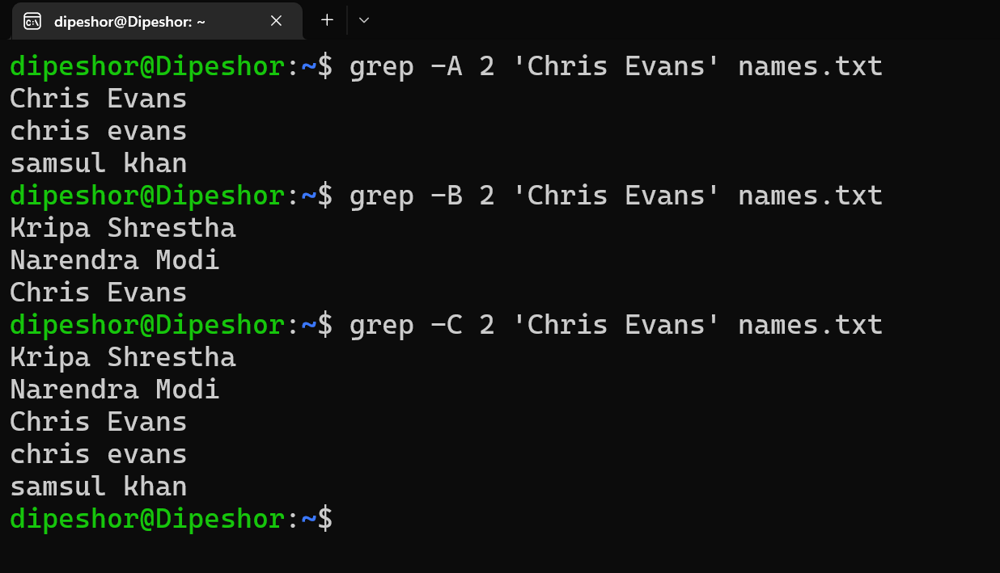 dipeshor@Dipeshor: ~
dipeshor@Dipeshor:~$ grep -A 2 'Chris Evans' names.txt
Chris Evans
chris evans
samsul khan
dipeshor@Dipeshor:~$ grep -B 2 'Chris Evans' names.txt
Kripa Shrestha
Narendra Modi
Chris Evans
dipeshor@Dipeshor:~$ grep -C 2 'Chris Evans' names.txt
Kripa Shrestha
Narendra Modi
Chris Evans
chris evans
samsul khan
dipeshor@Dipeshor:~$